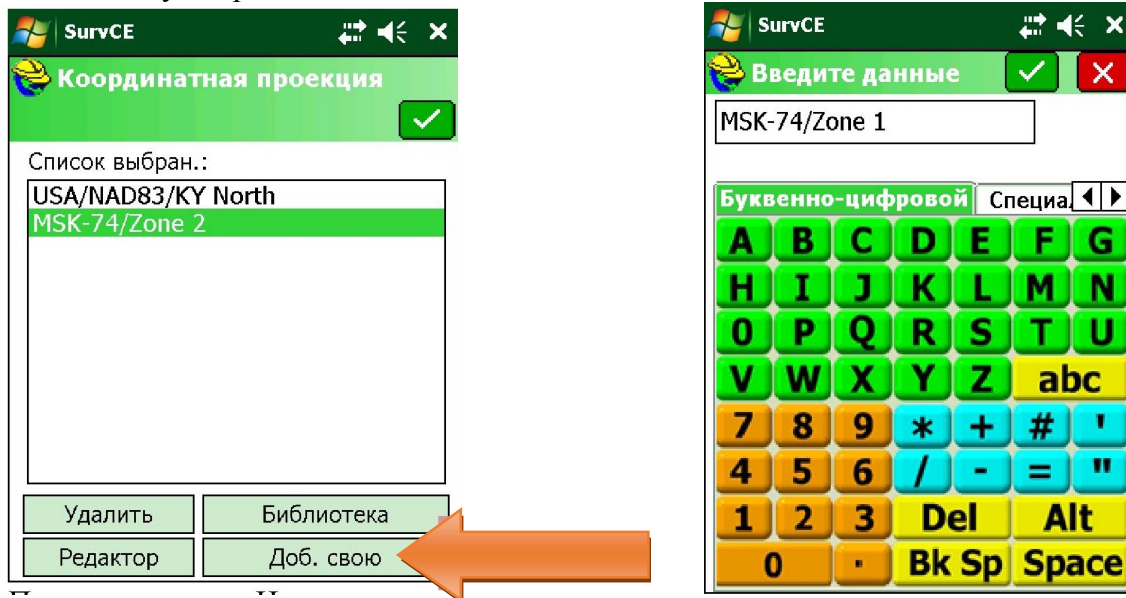 SurvCE
Координатная проекция
Список выбран.:
USA/NAD83/KY North
MSK-74/Zone 2
Удалить
Библиотека
Редактор
Доб. свою
SurvCE
Введите данные
MSK-74/Zone 1
Буквенно-цифровой Специа.
A B C D E F G
H I J K L M N
O P Q R S T U
V W X Y Z abc
7 8 9 * + # '
4 5 6 / - = "
1 2 3 Del Alt
0 . Bk Sp Space